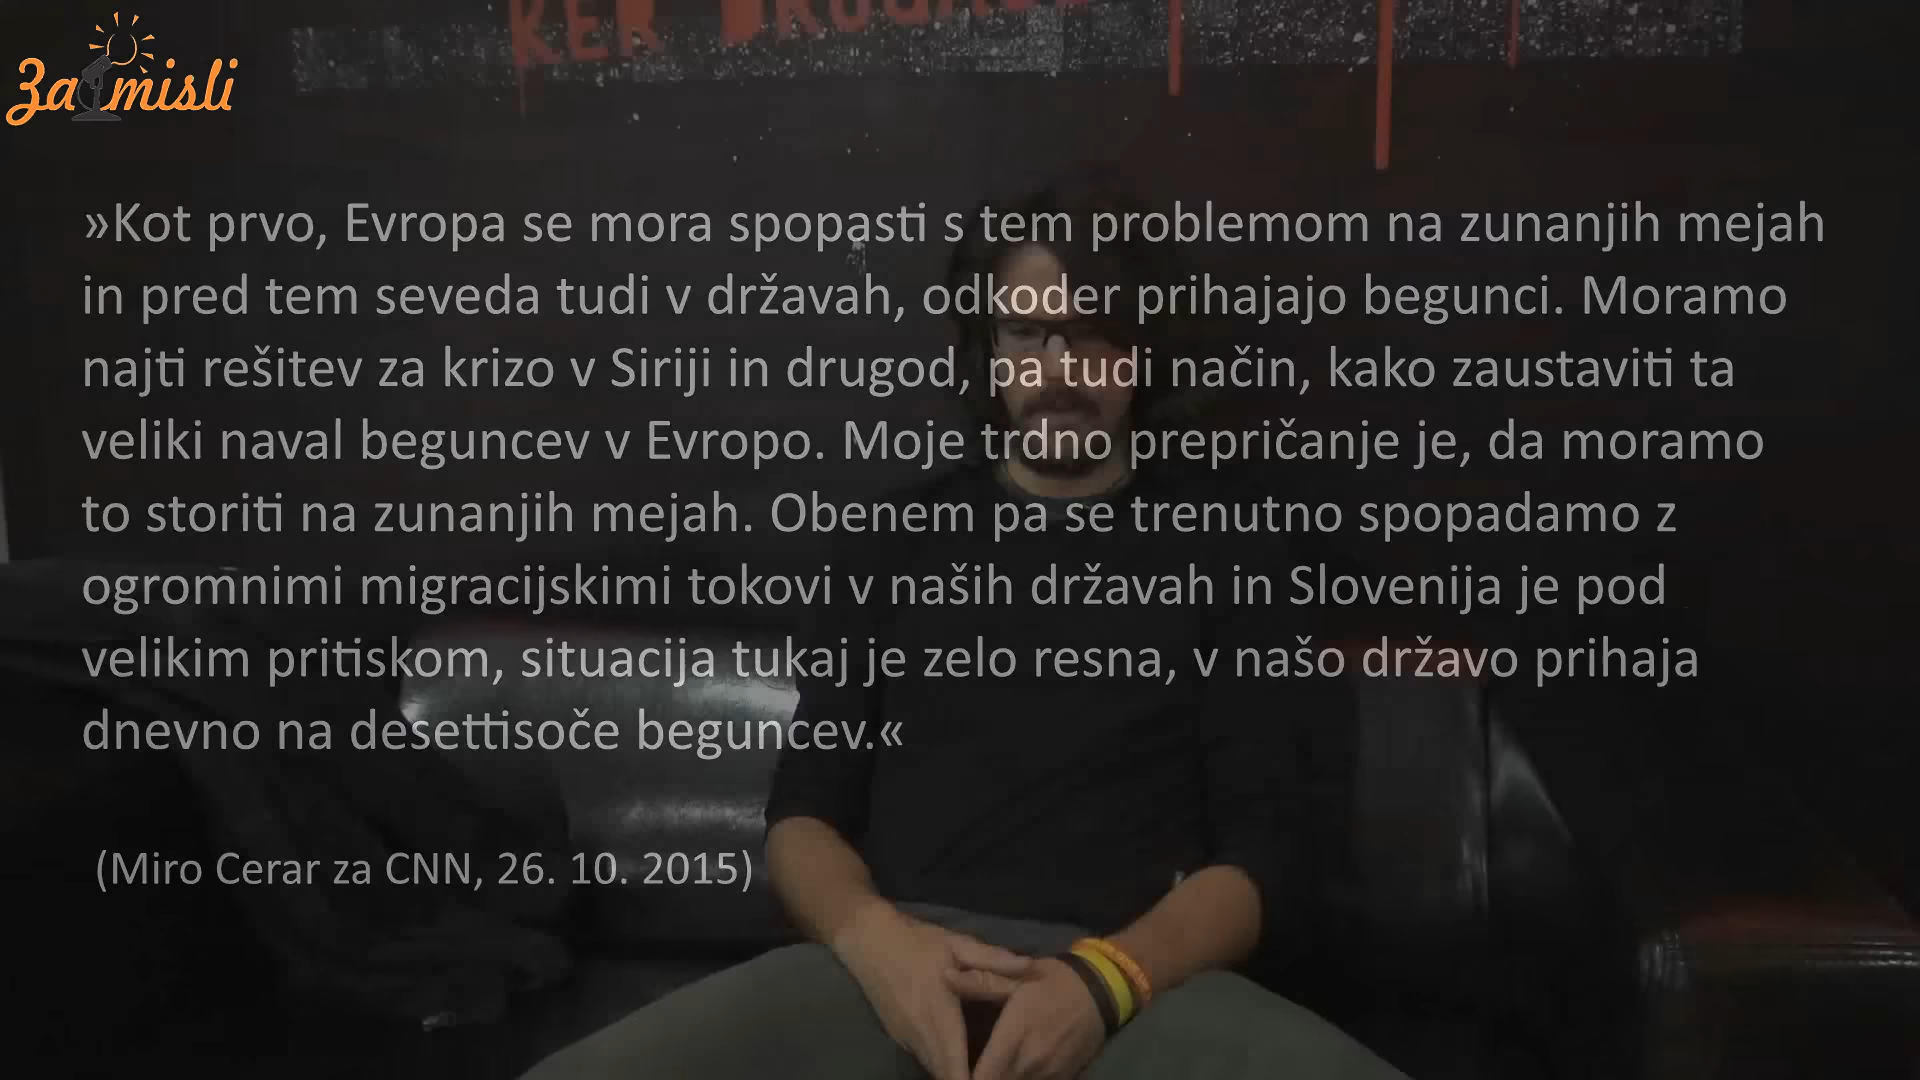 KER
Za misli
»Kot prvo, Evropa se mora spopasti s tem problemom na zunanjih mejah
in pred tem seveda tudi v državah, odkoder prihajajo begunci. Moramo
najti rešitev za krizo v Siriji in drugod, pa tudi način, kako zaustaviti ta
veliki naval beguncev v Evropo. Moje trdno prepričanje je, da moramo
to storiti na zunanjih mejah. Obenem pa se trenutno spopadamo z
ogromnimi migracijskimi tokovi v naših državah in Slovenija je pod
velikim pritiskom, situacija tukaj je zelo resna, v našo državo prihaja
dnevno na desettisoče beguncev.«
(Miro Cerar za CNN, 26. 10. 2015)